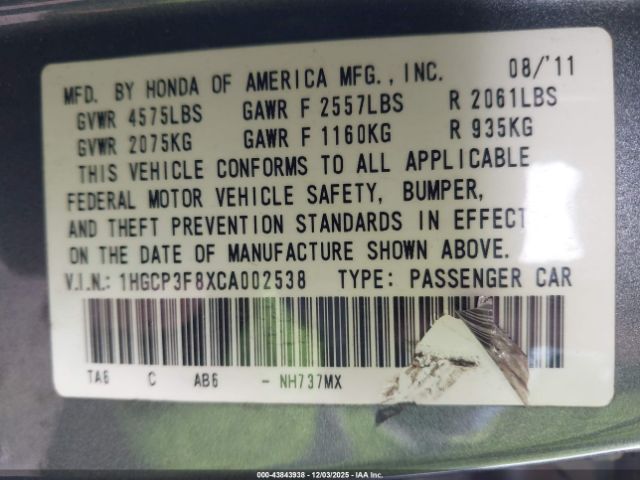 MFD. BY HONDA OF AMERICA MFG., INC. 08/'11
GVWR 4575LBS GAWR F 2557LBS R 2061LBS
GVWR 2075KG GAWR F 1160KG R 935KG
THIS VEHICLE CONFORMS TO ALL APPLICABLE
FEDERAL MOTOR VEHICLE SAFETY, BUMPER,
AND THEFT PREVENTION STANDARDS IN EFFECT
ON THE DATE OF MANUFACTURE SHOWN ABOVE.
V.I.N.: 1HGCP3F8XCA002538 TYPE: PASSENGER CAR
TA6 C AB6 - NH737MX
000-43843938 - 12/03/2025 - IAA Inc.